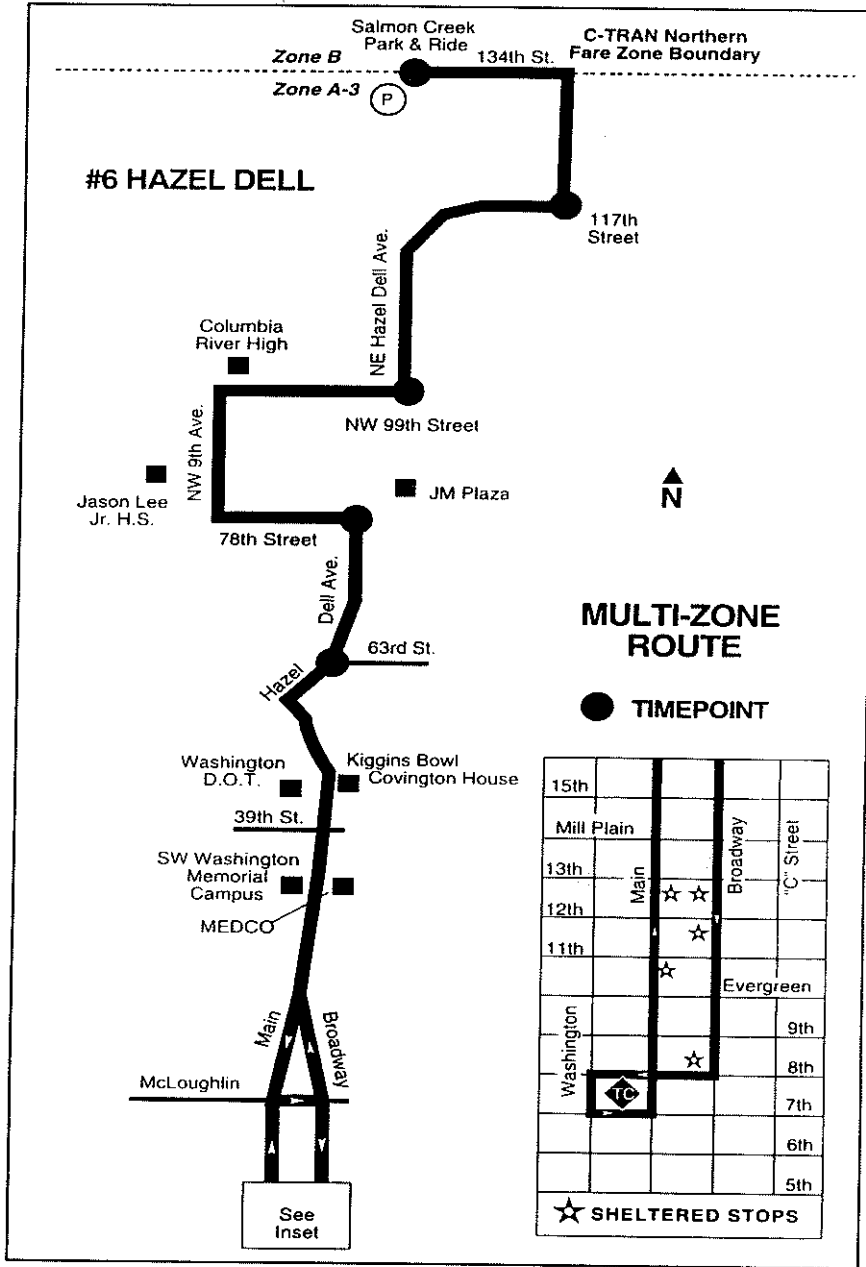 Salmon Creek
Park & Ride
C-TRAN Northern
Fare Zone Boundary
Zone B
134th St.
Zone A-3
P
#6 HAZEL DELL
117th
Street
NE Hazel Dell Ave.
Columbia
River High
NW 9th Ave.
NW 99th Street
Jason Lee
Jr. H.S.
JM Plaza
N
78th Street
Dell Ave.
MULTI-ZONE
ROUTE
63rd St.
Hazel
TIMEPOINT
Washington
D.O.T.
Kiggins Bowl
Covington House
39th St.
SW Washington
Memorial
Campus
MEDCO
Main
Broadway
McLoughlin
See
Inset
15th
Mill Plain
13th
12th
11th
Main
Broadway
"C" Street
Evergreen
Washington
9th
8th
TC
7th
6th
5th
SHELTERED STOPS